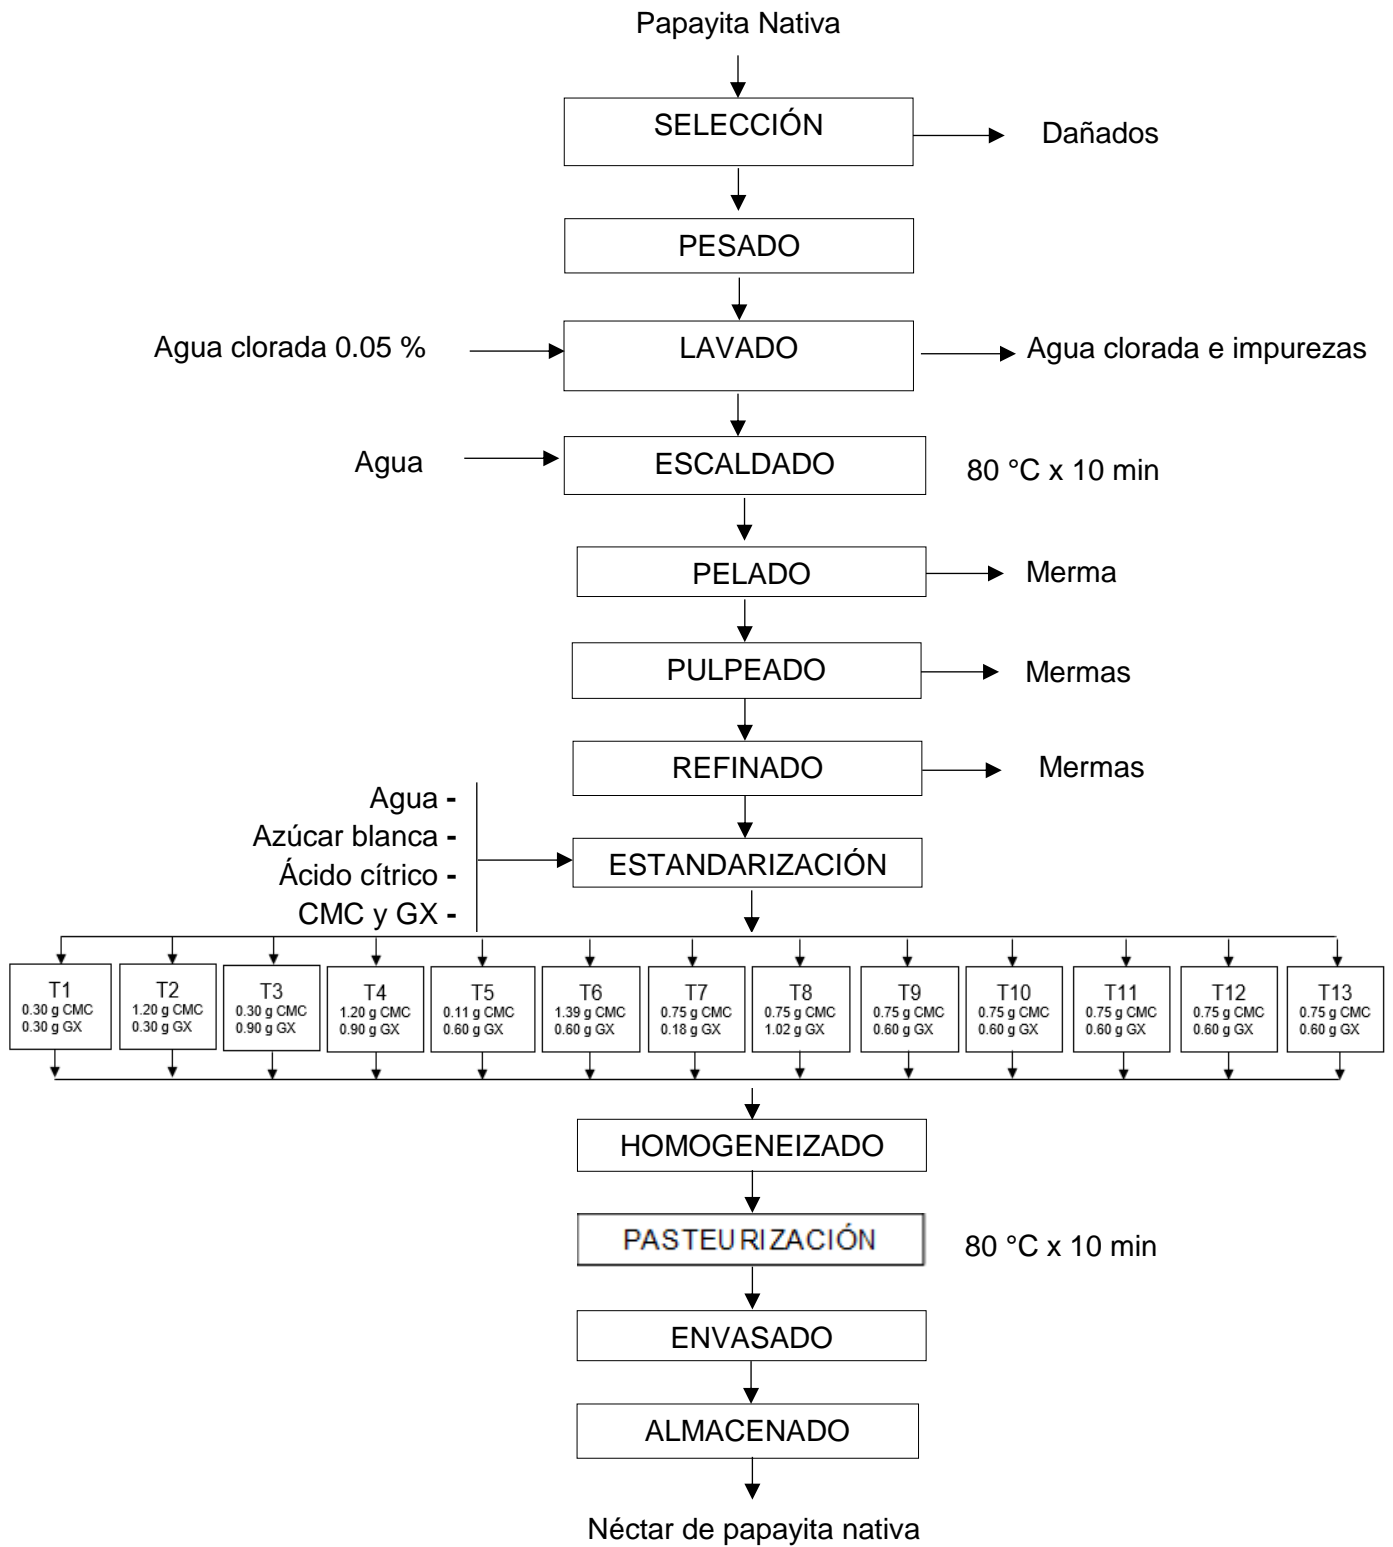 Papayita Nativa
SELECCIÓN
Dañados
PESADO
Agua clorada 0.05 %
LAVADO
Agua clorada e impurezas
Agua
ESCALDADO
80 °C x 10 min
PELADO
Merma
PULPEADO
Mermas
REFINADO
Mermas
Agua -
Azúcar blanca -
Ácido cítrico -
CMC y GX -
ESTANDARIZACIÓN
T1
0.30 g CMC
0.30 g GX
T2
1.20 g CMC
0.30 g GX
T3
0.30 g CMC
0.90 g GX
T4
1.20 g CMC
0.90 g GX
T5
0.11 g CMC
0.60 g GX
T6
1.39 g CMC
0.60 g GX
T7
0.75 g CMC
0.18 g GX
T8
0.75 g CMC
1.02 g GX
T9
0.75 g CMC
0.60 g GX
T10
0.75 g CMC
0.60 g GX
T11
0.75 g CMC
0.60 g GX
T12
0.75 g CMC
0.60 g GX
T13
0.75 g CMC
0.60 g GX
HOMOGENEIZADO
PASTEURIZACIÓN
80 °C x 10 min
ENVASADO
ALMACENADO
Néctar de papayita nativa